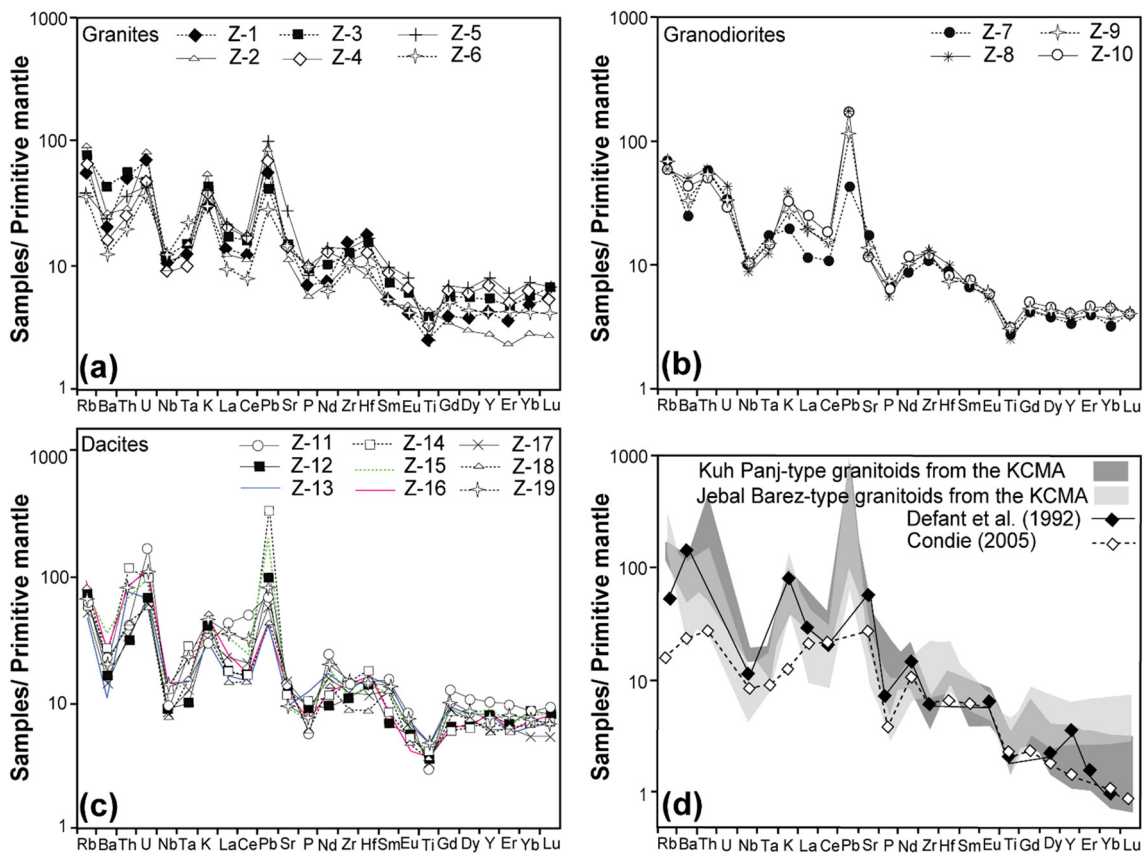 Samples/ Primitive mantle
1000
100
10
1
Granites
Z-1 Z-3 Z-5
Z-2 Z-4 Z-6
(a)
Rb Ba Th U Nb Ta K La Ce Pb Sr P Nd Zr Hf Sm Eu Ti Gd Dy Y Er Yb Lu
Samples/ Primitive mantle
1000
100
10
1
Granodiorites
Z-7 Z-9
Z-8 Z-10
(b)
Rb Ba Th U Nb Ta K La Ce Pb Sr P Nd Zr Hf Sm Eu Ti Gd Dy Y Er Yb Lu
Samples/ Primitive mantle
1000
100
10
1
Dacites
Z-11 Z-14 Z-17
Z-12 Z-15 Z-18
Z-13 Z-16 Z-19
(c)
Rb Ba Th U Nb Ta K La Ce Pb Sr P Nd Zr Hf Sm Eu Ti Gd Dy Y Er Yb Lu
Samples/ Primitive mantle
1000
100
10
1
Kuh Panj-type granitoids from the KCMA
Jebal Barez-type granitoids from the KCMA
Defant et al. (1992)
Condie (2005)
(d)
Rb Ba Th U Nb Ta K La Ce Pb Sr P Nd Zr Hf Sm Eu Ti Gd Dy Y Er Yb Lu